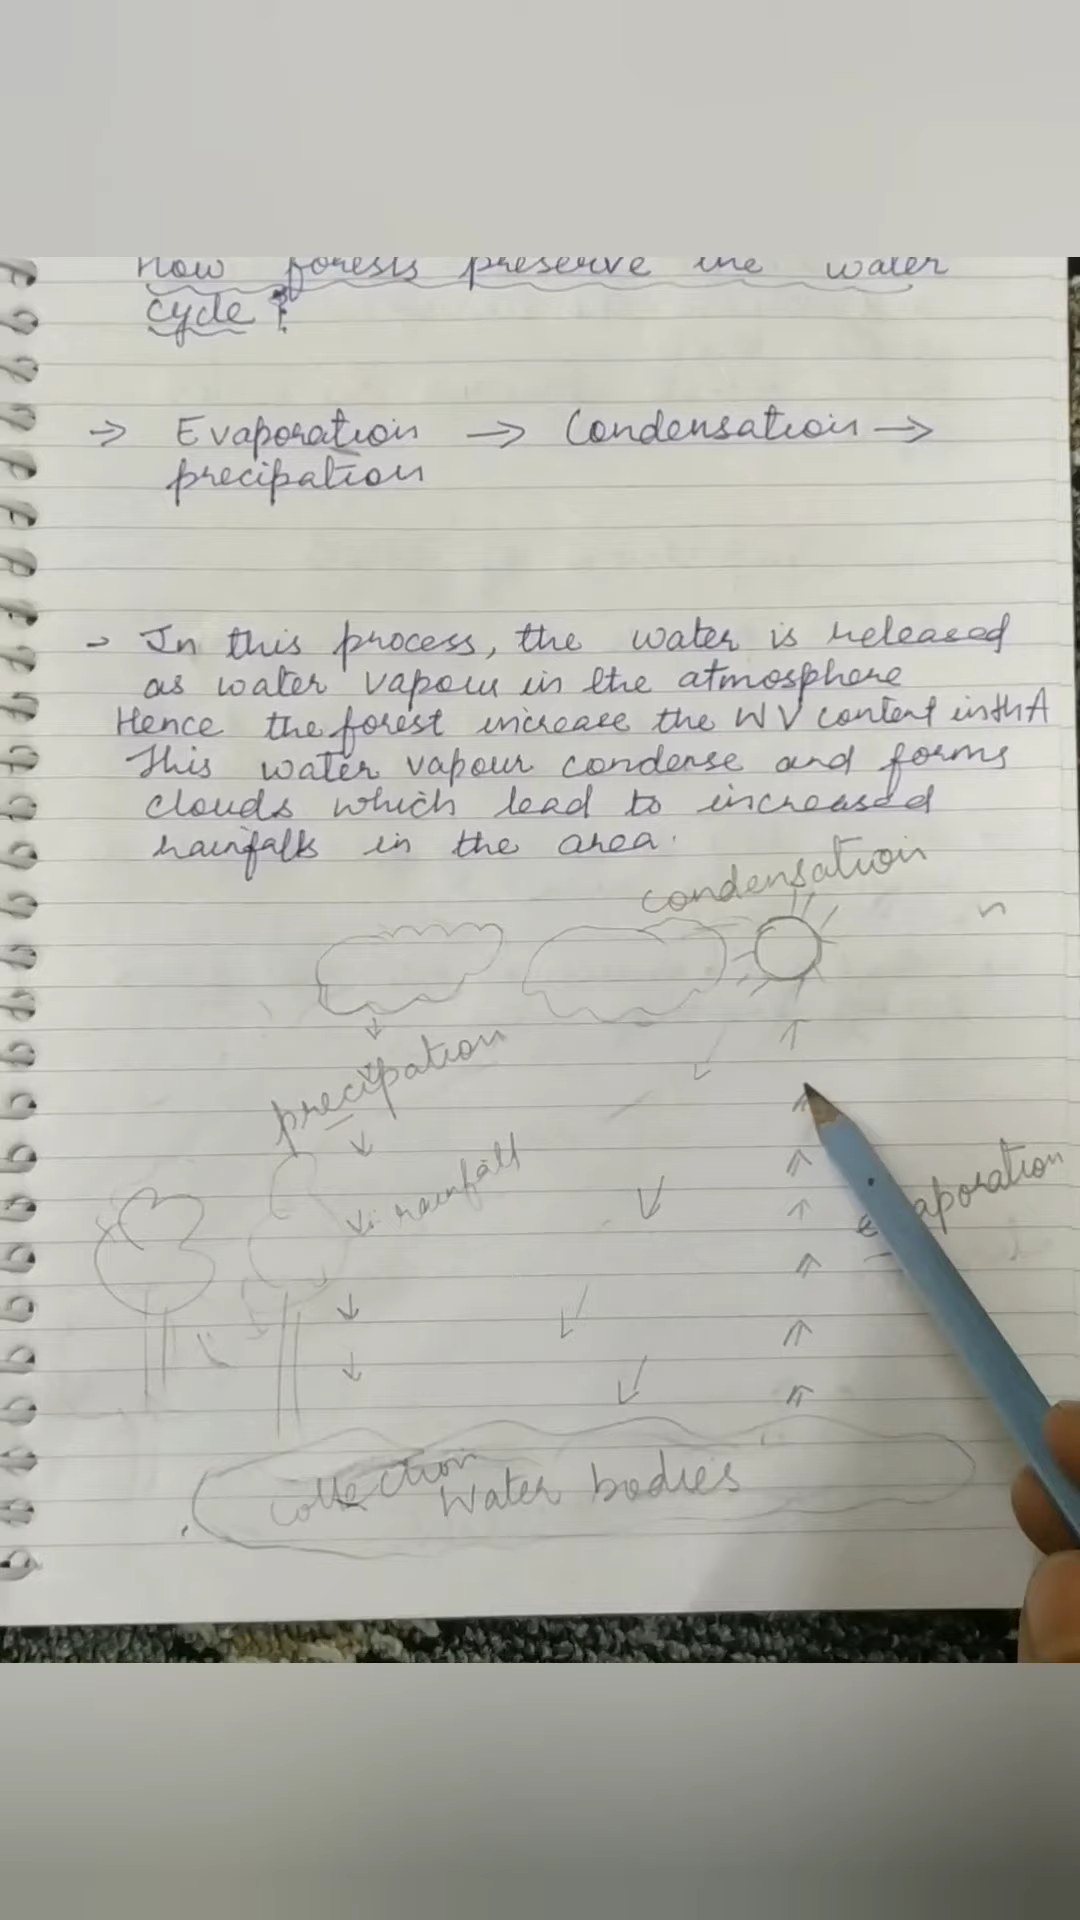 How forests preserve the water
cycle ?
→ Evaporation → Condensation →
precipation
- In this process, the water is released
as water vapour in the atmosphere
Hence the forest increase the WV content in th A
This water vapour condense and forms
clouds which lead to increased
rainfalls in the area.
condensation
precipation
rainfall
Evaporation
collection
Water bodies